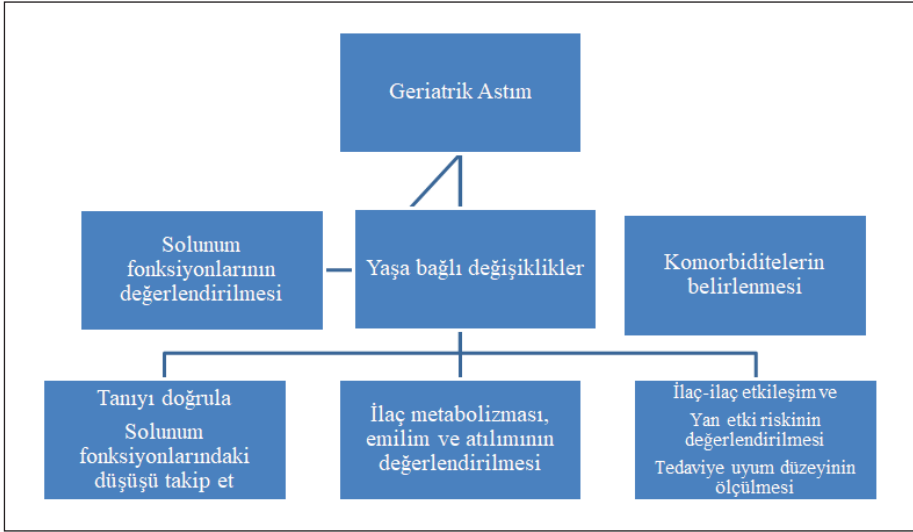 Geriatrik Astım
Solunum
fonksiyonlarının
değerlendirilmesi
Yaşa bağlı değişiklikler
Komorbiditelerin
belirlenmesi
Tanıyı doğrula
Solunum
fonksiyonlarındaki
düşüşü takip et
İlaç metabolizması,
emilim ve atılımının
değerlendirilmesi
İlaç-ilaç etkileşim ve
Yan etki riskinin
değerlendirilmesi
Tedaviye uyum düzeyinin
ölçülmesi